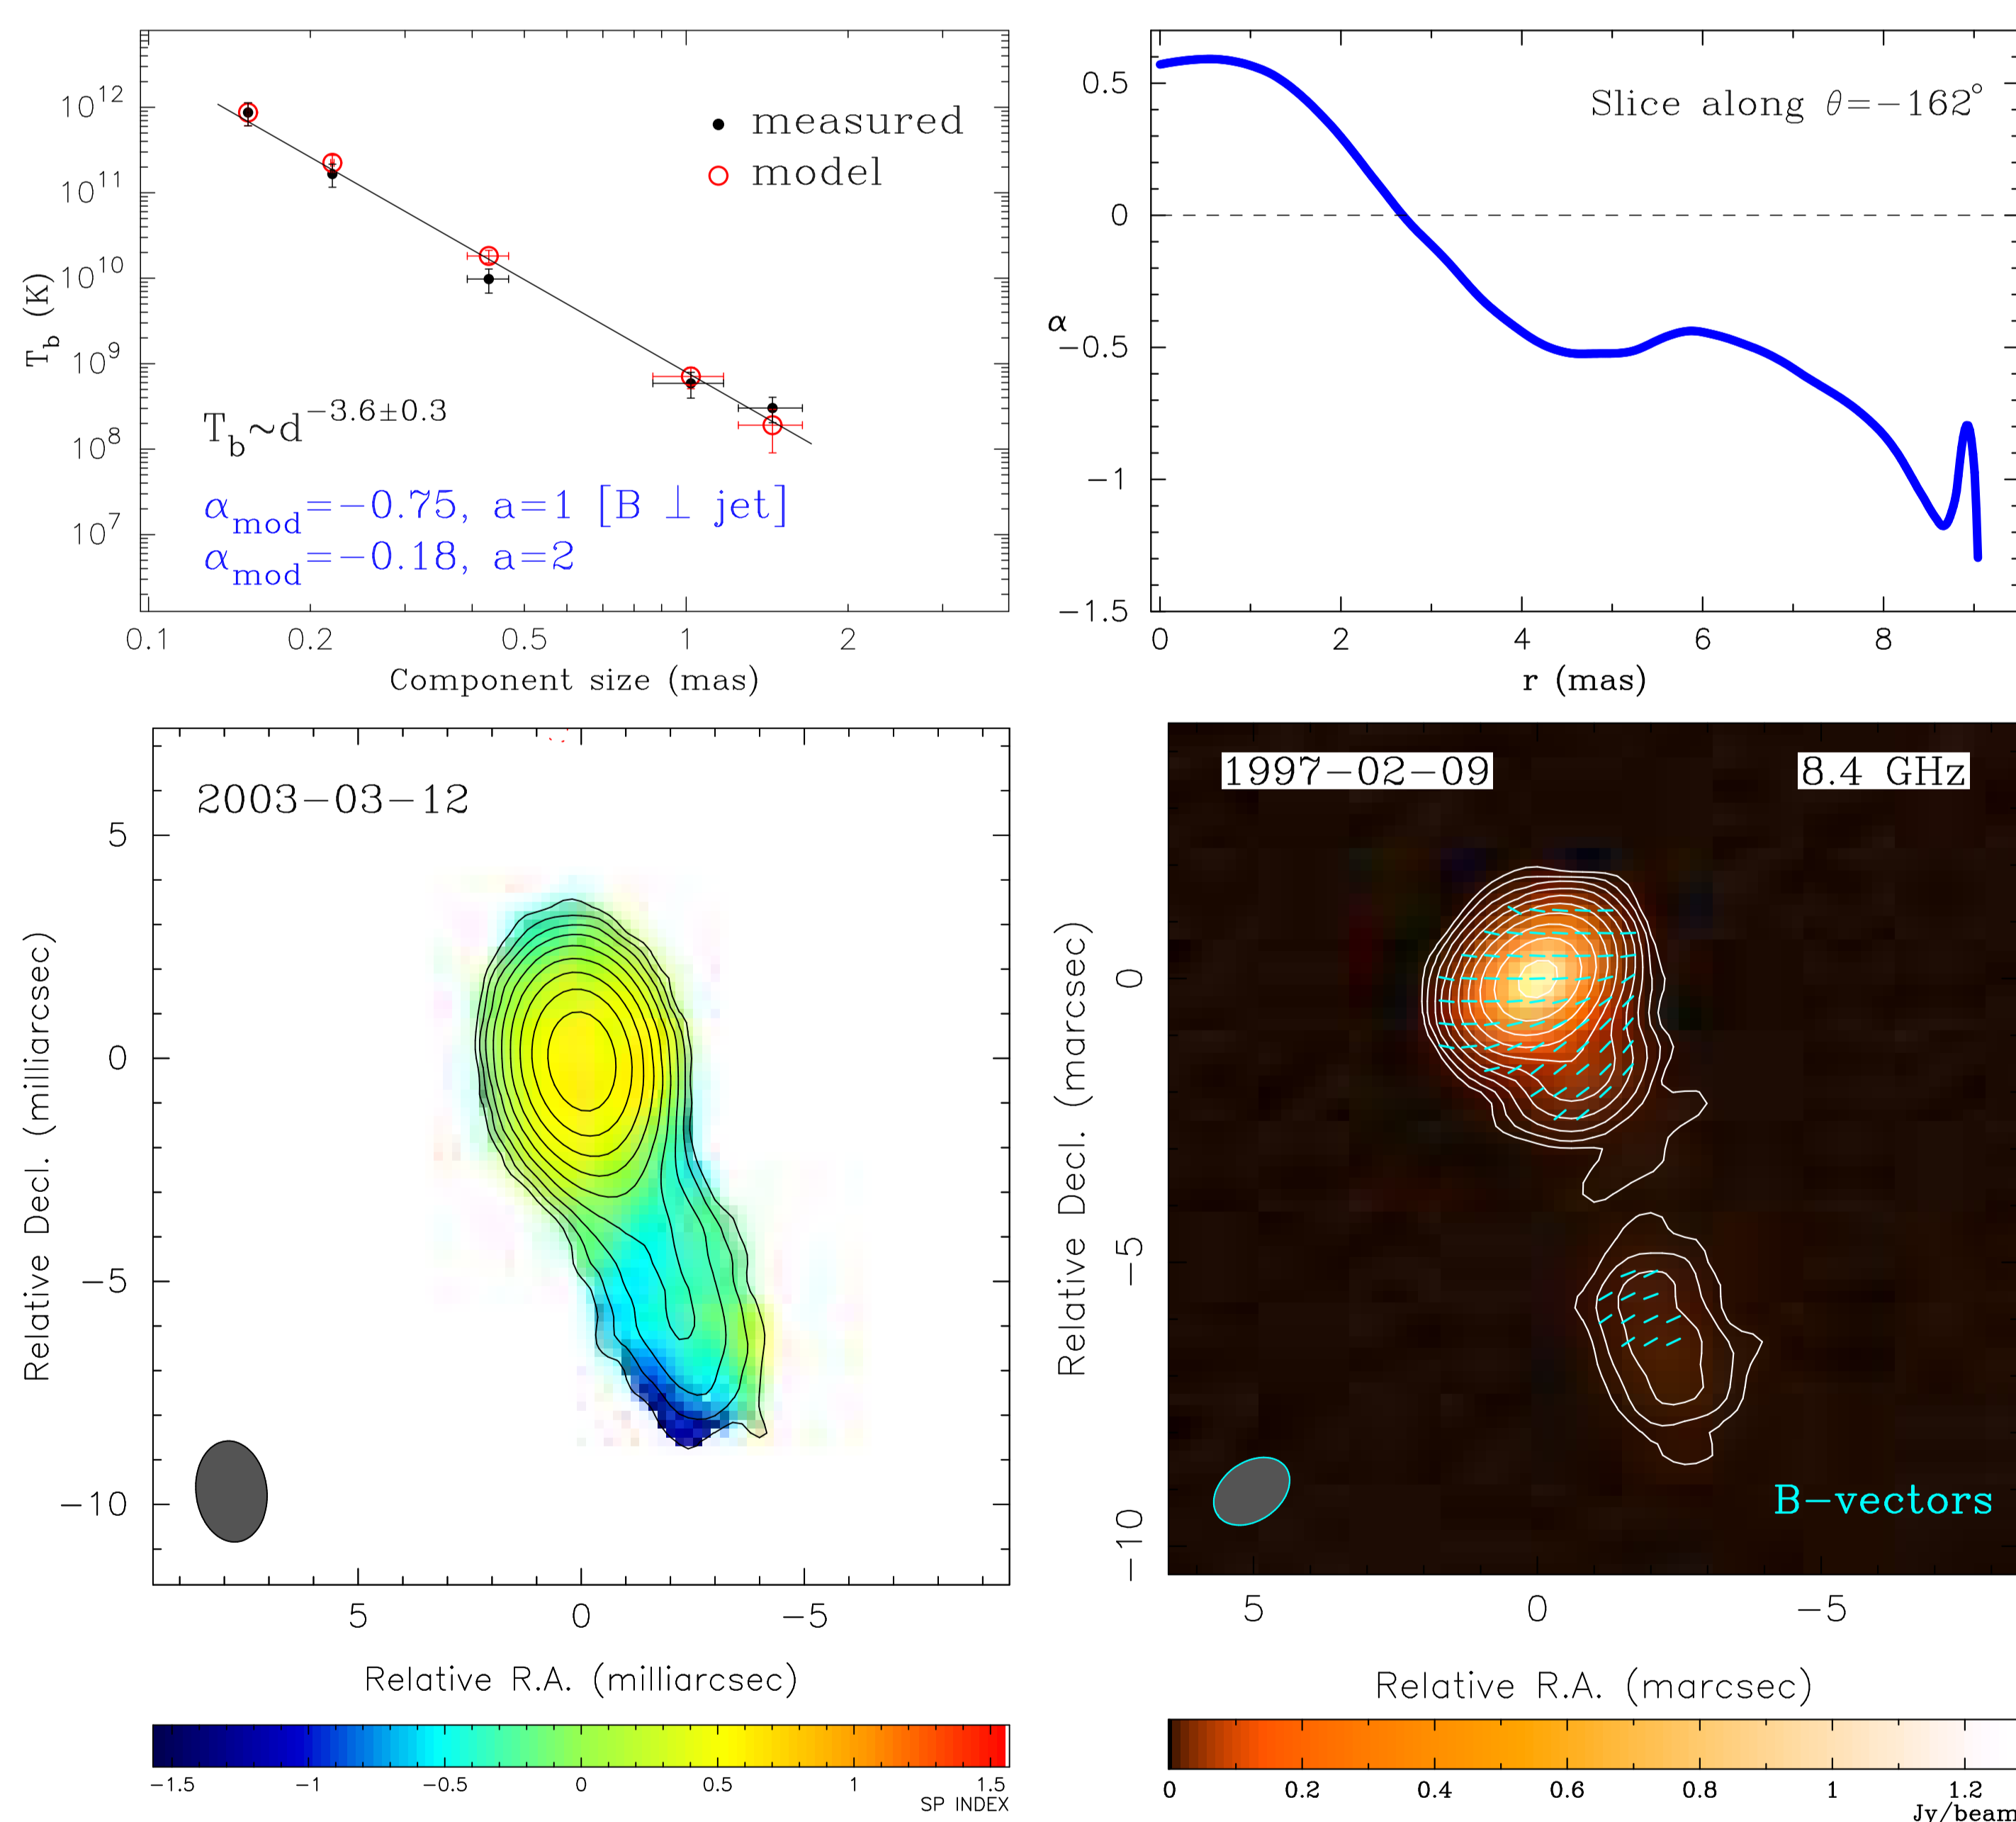 10^12
10^11
10^10
10^9
10^8
10^7
T_b (K)
measured
model
T_b~d^−3.6±0.3
α_mod=−0.75, a=1 [B ⊥ jet]
α_mod=−0.18, a=2
0.1 0.2 0.5 1 2
Component size (mas)
0.5
0
−0.5
−1
−1.5
α
Slice along θ=−162°
0 2 4 6 8
r (mas)
2003−03−12
5
0
−5
−10
Relative Decl. (milliarcsec)
5 0 −5
Relative R.A. (milliarcsec)
−1.5 −1 −0.5 0 0.5 1 1.5
SP INDEX
1997−02−09 8.4 GHz
0
−5
−10
Relative Decl. (marcsec)
B−vectors
5 0 −5
Relative R.A. (marcsec)
0 0.2 0.4 0.6 0.8 1 1.2
Jy/beam